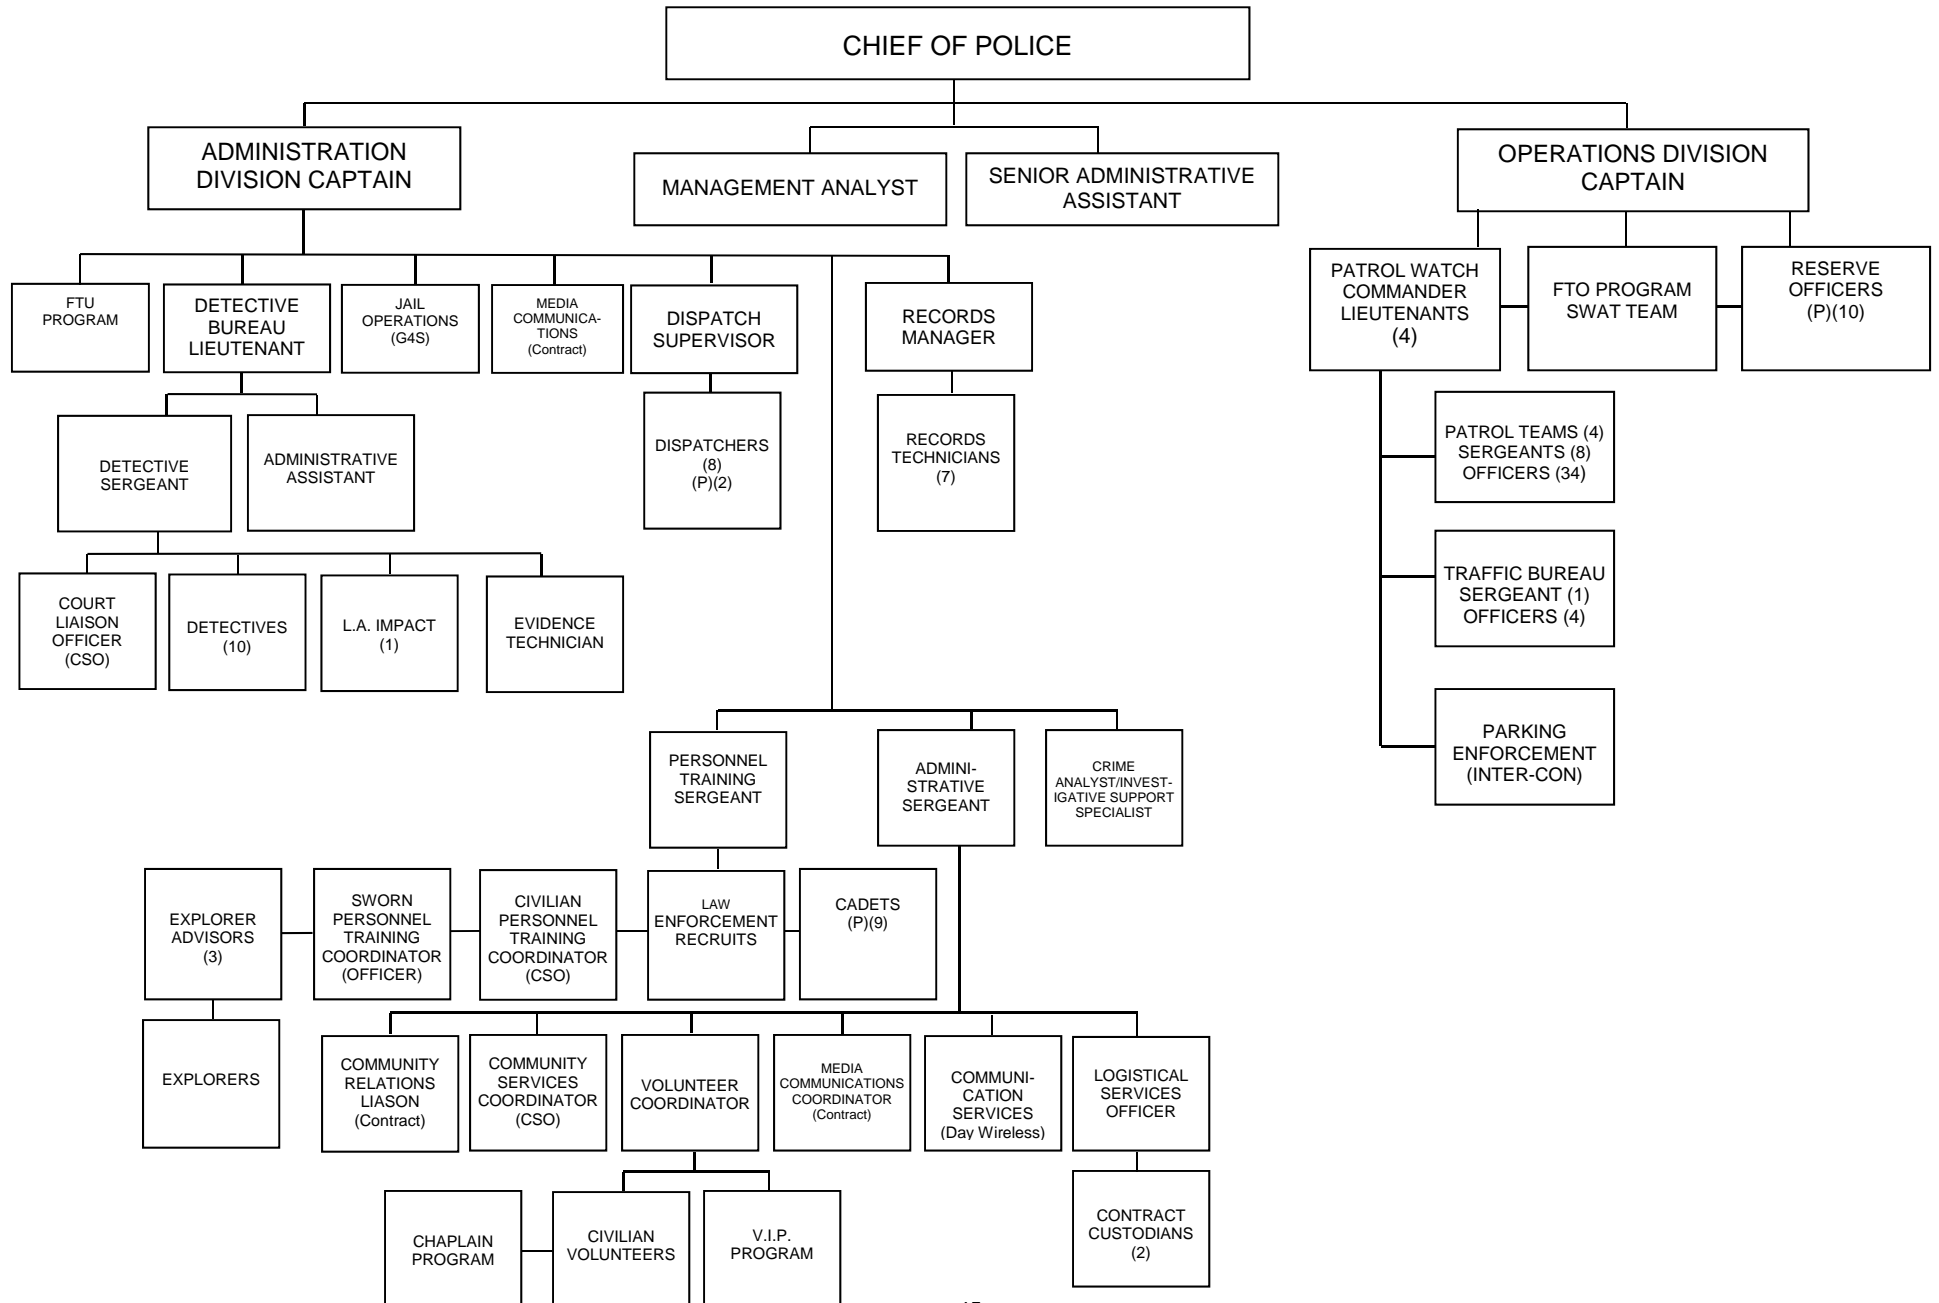 CHIEF OF POLICE
ADMINISTRATION
DIVISION CAPTAIN
MANAGEMENT ANALYST
SENIOR ADMINISTRATIVE
ASSISTANT
OPERATIONS DIVISION
CAPTAIN
FTU
PROGRAM
DETECTIVE
BUREAU
LIEUTENANT
JAIL
OPERATIONS
(G4S)
MEDIA
COMMUNICA-
TIONS
(Contract)
DISPATCH
SUPERVISOR
RECORDS
MANAGER
PATROL WATCH
COMMANDER
LIEUTENANTS
(4)
FTO PROGRAM
SWAT TEAM
RESERVE
OFFICERS
(P)(10)
DETECTIVE
SERGEANT
ADMINISTRATIVE
ASSISTANT
DISPATCHERS
(8)
(P)(2)
RECORDS
TECHNICIANS
(7)
PATROL TEAMS (4)
SERGEANTS (8)
OFFICERS (34)
COURT
LIAISON
OFFICER
(CSO)
DETECTIVES
(10)
L.A. IMPACT
(1)
EVIDENCE
TECHNICIAN
TRAFFIC BUREAU
SERGEANT (1)
OFFICERS (4)
PARKING
ENFORCEMENT
(INTER-CON)
PERSONNEL
TRAINING
SERGEANT
ADMINI-
STRATIVE
SERGEANT
CRIME
ANALYST/INVEST-
IGATIVE SUPPORT
SPECIALIST
EXPLORER
ADVISORS
(3)
SWORN
PERSONNEL
TRAINING
COORDINATOR
(OFFICER)
CIVILIAN
PERSONNEL
TRAINING
COORDINATOR
(CSO)
LAW
ENFORCEMENT
RECRUITS
CADETS
(P)(9)
EXPLORERS
COMMUNITY
RELATIONS
LIASON
(Contract)
COMMUNITY
SERVICES
COORDINATOR
(CSO)
VOLUNTEER
COORDINATOR
MEDIA
COMMUNICATIONS
COORDINATOR
(Contract)
COMMUNI-
CATION
SERVICES
(Day Wireless)
LOGISTICAL
SERVICES
OFFICER
CHAPLAIN
PROGRAM
CIVILIAN
VOLUNTEERS
V.I.P.
PROGRAM
CONTRACT
CUSTODIANS
(2)